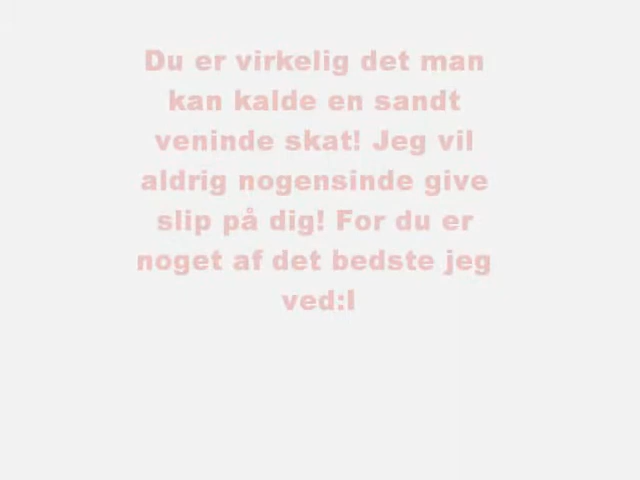 Du er virkelig det man
kan kalde en sandt
veninde skat! Jeg vil
aldrig nogensinde give
slip på dig! For du er
noget af det bedste jeg
ved:I